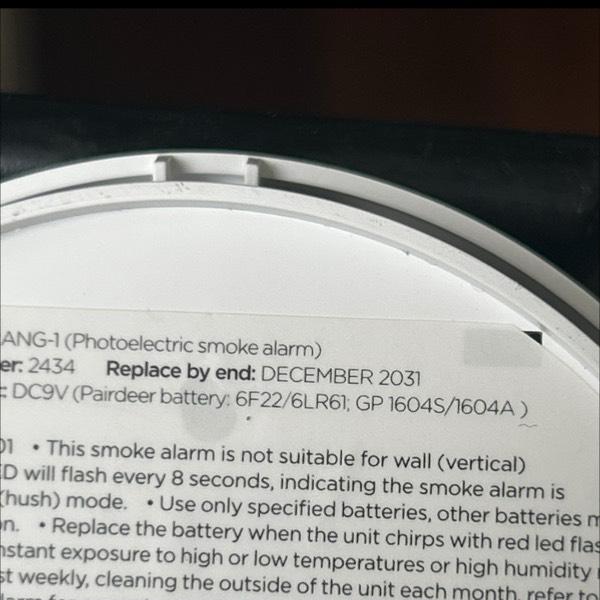 ANG-1 (Photoelectric smoke alarm)
er: 2434 Replace by end: DECEMBER 2031
: DC9V (Pairdeer battery: 6F22/6LR61; GP 1604S/1604A )
01 • This smoke alarm is not suitable for wall (vertical)
D will flash every 8 seconds, indicating the smoke alarm is
(hush) mode. • Use only specified batteries, other batteries m
on. • Replace the battery when the unit chirps with red led flas
nstant exposure to high or low temperatures or high humidity
st weekly, cleaning the outside of the unit each month, refer to